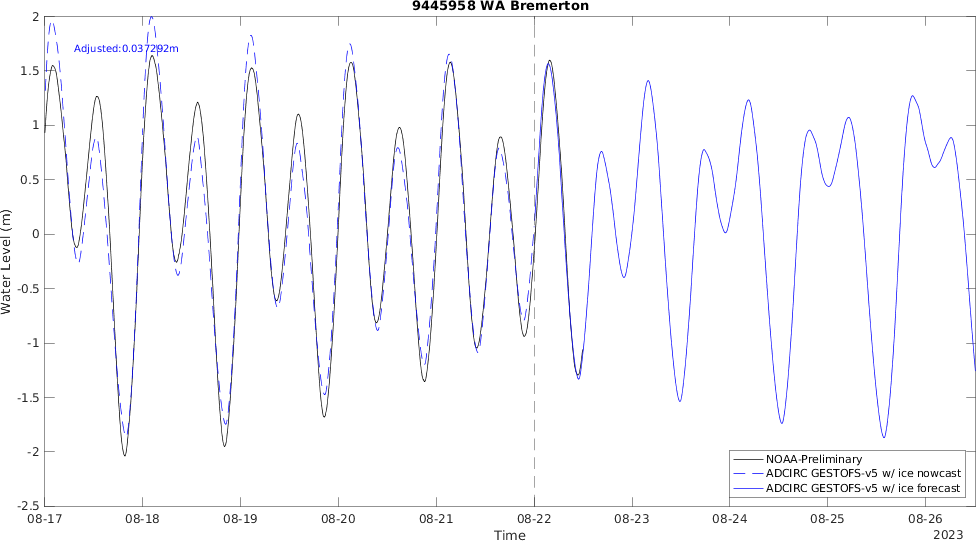 9445958 WA Bremerton
Adjusted:0.037292m
Water Level (m)
2
1.5
1
0.5
0
-0.5
-1
-1.5
-2
-2.5
NOAA-Preliminary
ADCIRC GESTOFS-v5 w/ ice nowcast
ADCIRC GESTOFS-v5 w/ ice forecast
08-17 08-18 08-19 08-20 08-21 08-22 08-23 08-24 08-25 08-26
Time
2023